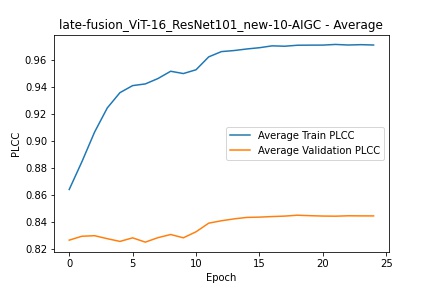 late-fusion_ViT-16_ResNet101_new-10-AIGC - Average
0.96
0.94
0.92
0.90
0.88
0.86
0.84
0.82
PLCC
Average Train PLCC
Average Validation PLCC
0 5 10 15 20 25
Epoch